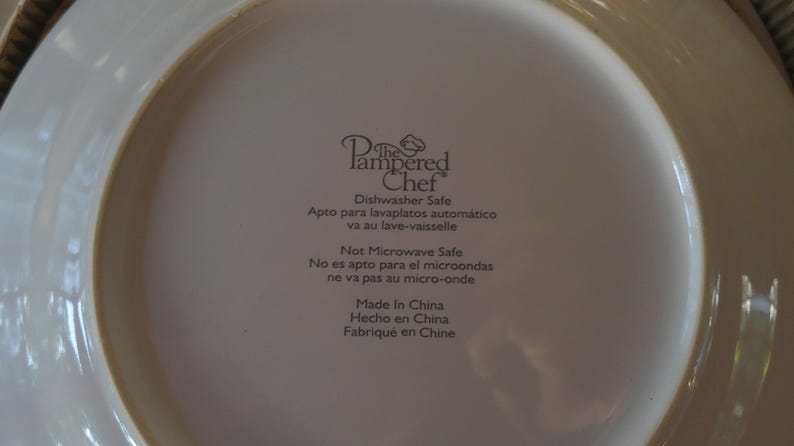 The
Pampered
Chef®
Dishwasher Safe
Apto para lavaplatos automático
va au lave-vaisselle
Not Microwave Safe
No es apto para el microondas
ne va pas au micro-onde
Made In China
Hecho en China
Fabriqué en Chine